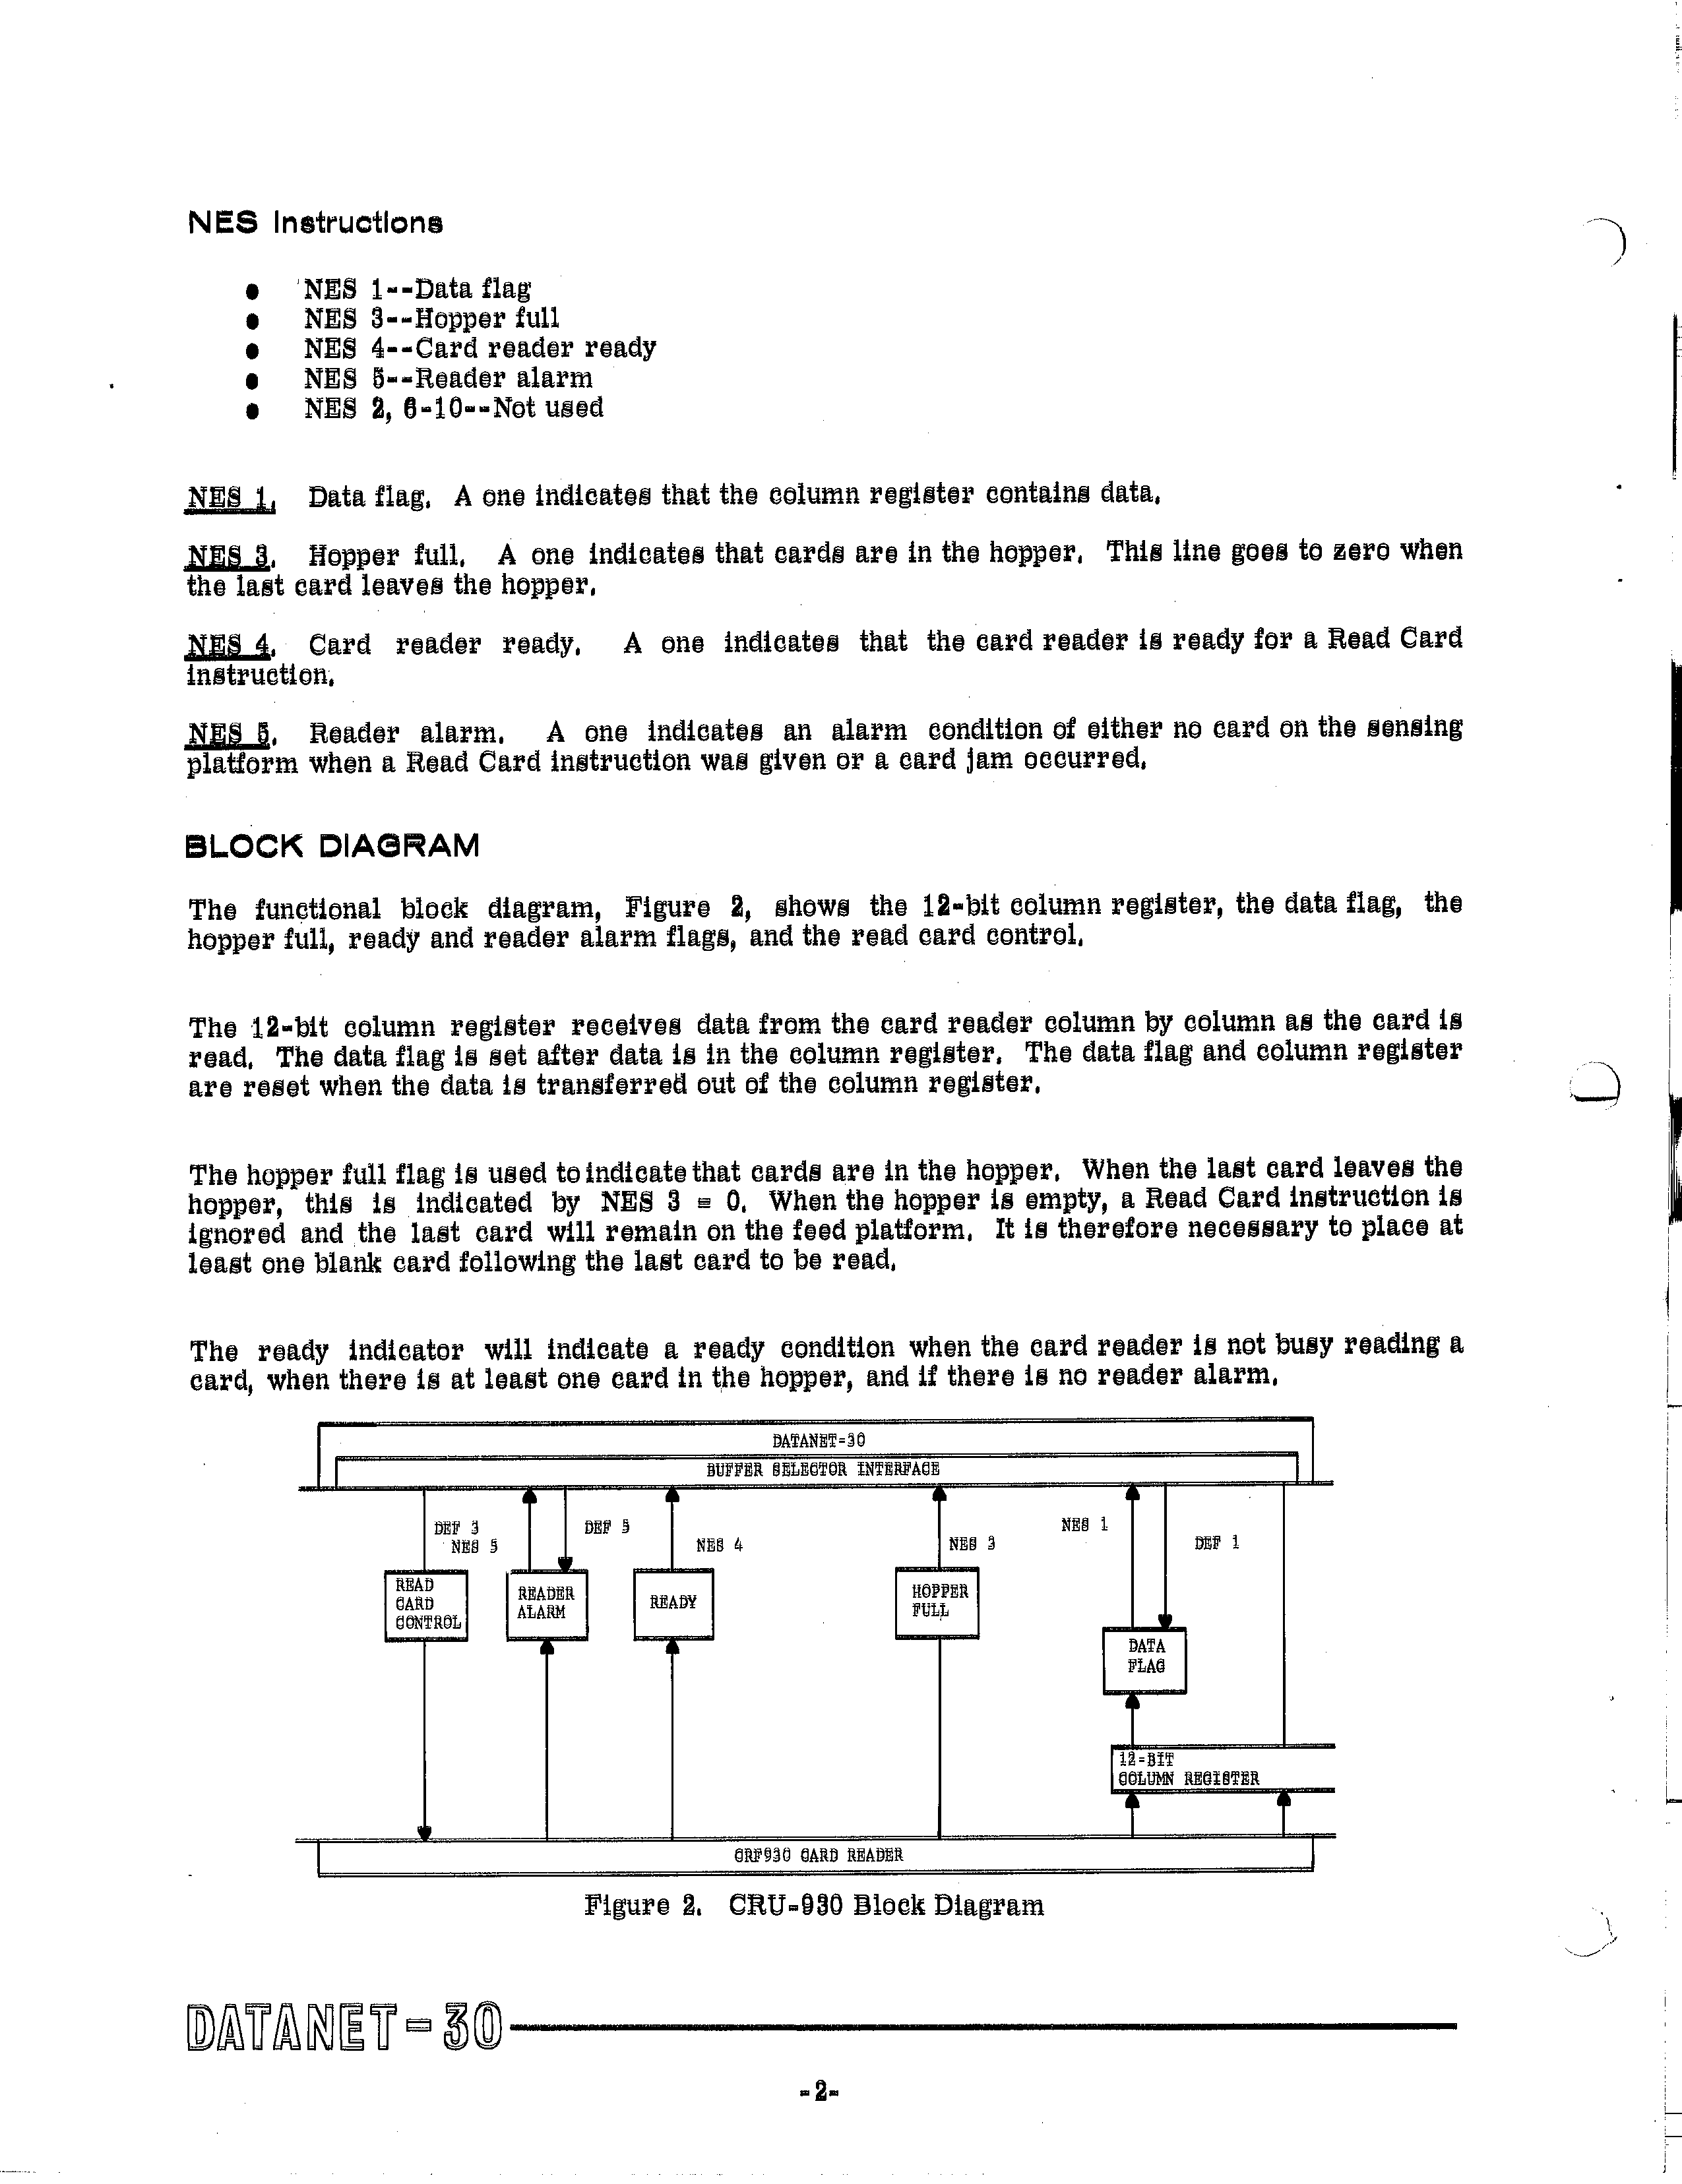 NES Instructions
● NES 1--Data flag
● NES 3--Hopper full
● NES 4--Card reader ready
● NES 5--Reader alarm
● NES 2, 6-10--Not used
NES 1. Data flag. A one indicates that the column register contains data.
NES 3. Hopper full. A one indicates that cards are in the hopper. This line goes to zero when
the last card leaves the hopper.
NES 4. Card reader ready. A one indicates that the card reader is ready for a Read Card
instruction.
NES 5. Reader alarm. A one indicates an alarm condition of either no card on the sensing
platform when a Read Card instruction was given or a card jam occurred.
BLOCK DIAGRAM
The functional block diagram, Figure 2, shows the 12-bit column register, the data flag, the
hopper full, ready and reader alarm flags, and the read card control.
The 12-bit column register receives data from the card reader column by column as the card is
read. The data flag is set after data is in the column register. The data flag and column register
are reset when the data is transferred out of the column register.
The hopper full flag is used to indicate that cards are in the hopper. When the last card leaves the
hopper, this is indicated by NES 3 = 0. When the hopper is empty, a Read Card instruction is
ignored and the last card will remain on the feed platform. It is therefore necessary to place at
least one blank card following the last card to be read.
The ready indicator will indicate a ready condition when the card reader is not busy reading a
card, when there is at least one card in the hopper, and if there is no reader alarm.
DATANET-30
BUFFER SELECTOR INTERFACE
DEF 3
NES 5
DEF 5
NES 4
NES 3
NES 1
DEF 1
READ
CARD
CONTROL
READER
ALARM
READY
HOPPER
FULL
DATA
FLAG
12-BIT
COLUMN REGISTER
CRF930 CARD READER
Figure 2. CRU-930 Block Diagram
DATANET-30
-2-